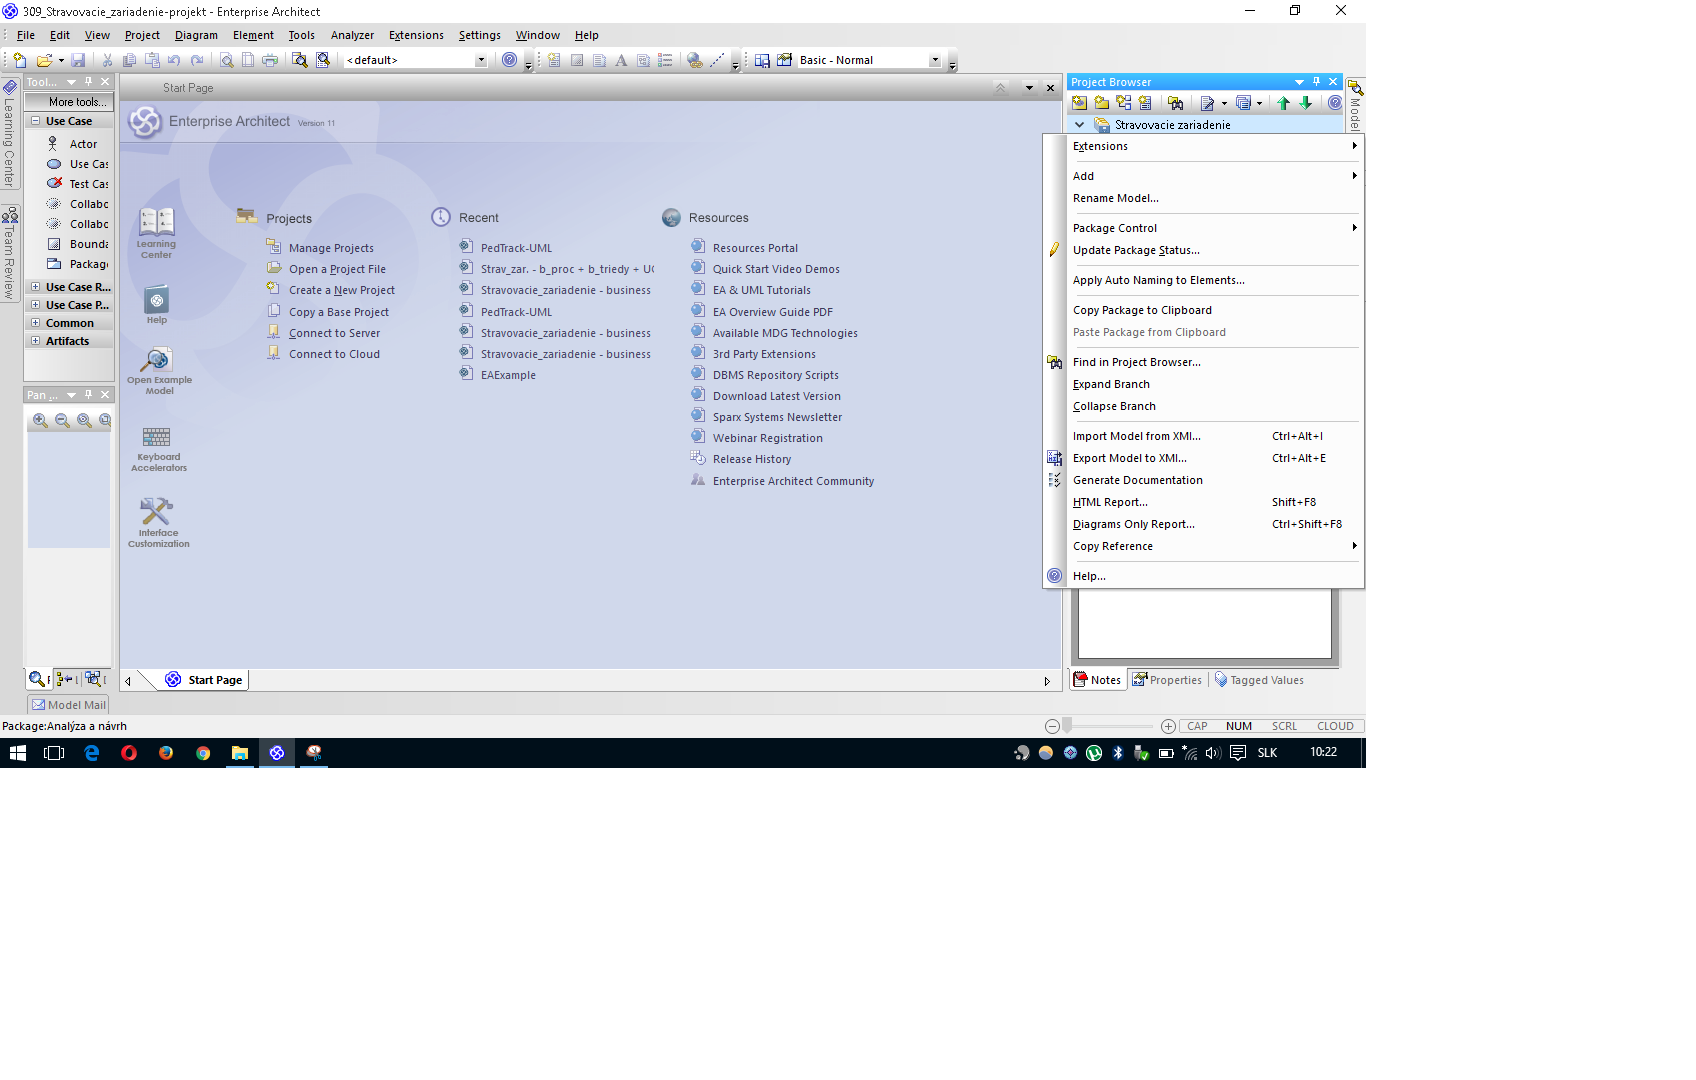 309_Stravovacie_zariadenie-projekt - Enterprise Architect
File Edit View Project Diagram Element Tools Analyzer Extensions Settings Window Help
<default>
Basic - Normal
Learning Center
Team Review
Tool...
More tools...
Use Case
Actor
Use Cas
Test Cas
Collabo
Collabo
Bounda
Package
Use Case R...
Use Case P...
Common
Artifacts
Pan ...
Start Page
Enterprise Architect Version 11
Learning Center
Help
Open Example Model
Keyboard Accelerators
Interface Customization
Projects
Manage Projects
Open a Project File
Create a New Project
Copy a Base Project
Connect to Server
Connect to Cloud
Recent
PedTrack-UML
Strav_zar. - b_proc + b_triedy + U
Stravovacie_zariadenie - business
PedTrack-UML
Stravovacie_zariadenie - business
Stravovacie_zariadenie - business
EAExample
Resources
Resources Portal
Quick Start Video Demos
EA & UML Tutorials
EA Overview Guide PDF
Available MDG Technologies
3rd Party Extensions
DBMS Repository Scripts
Download Latest Version
Sparx Systems Newsletter
Webinar Registration
Release History
Enterprise Architect Community
Project Browser
Model
Stravovacie zariadenie
Extensions
Add
Rename Model...
Package Control
Update Package Status...
Apply Auto Naming to Elements...
Copy Package to Clipboard
Paste Package from Clipboard
Find in Project Browser...
Expand Branch
Collapse Branch
Import Model from XMI... Ctrl+Alt+I
Export Model to XMI... Ctrl+Alt+E
Generate Documentation
HTML Report... Shift+F8
Diagrams Only Report... Ctrl+Shift+F8
Copy Reference
Help...
Start Page
Notes Properties Tagged Values
Model Mail
Package:Analýza a návrh
CAP NUM SCRL CLOUD
SLK 10:22